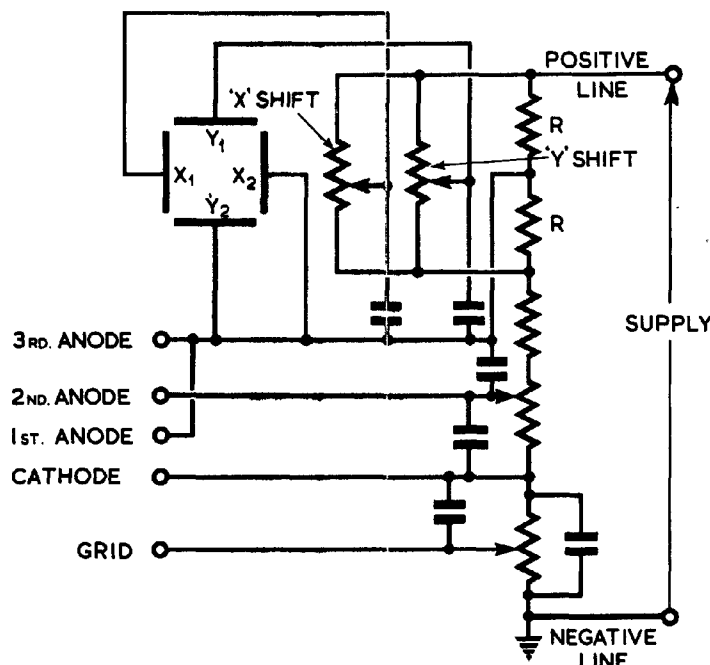 POSITIVE
LINE
'X' SHIFT
R
Y1
'Y' SHIFT
X1 X2
Y2
R
SUPPLY
3RD. ANODE
2ND. ANODE
1ST. ANODE
CATHODE
GRID
NEGATIVE
LINE